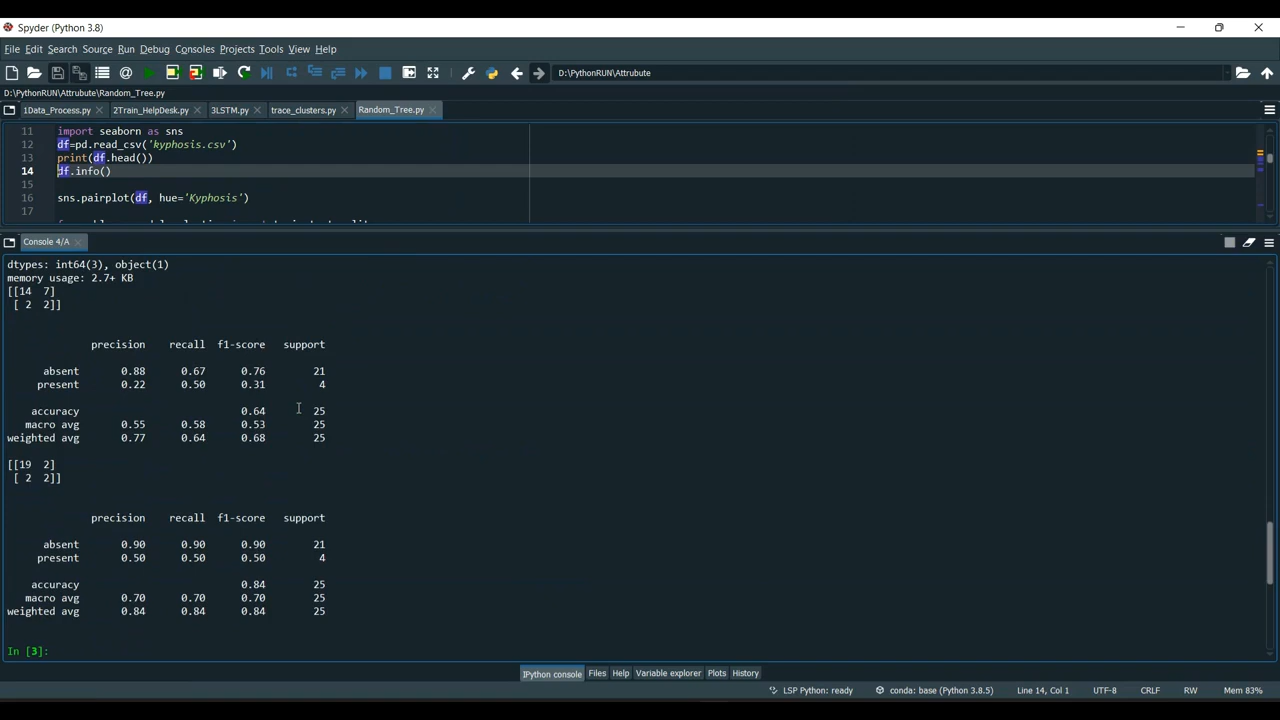 Spyder (Python 3.8)
File Edit Search Source Run Debug Consoles Projects Tools View Help
D:\PythonRUN\Attrubute
D:\PythonRUN\Attrubute\Random_Tree.py
1Data_Process.py 2Train_HelpDesk.py 3LSTM.py trace_clusters.py Random_Tree.py
11 import seaborn as sns
12 df=pd.read_csv('kyphosis.csv')
13 print(df.head())
14 df.info()
15
16 sns.pairplot(df, hue='Kyphosis')
17
Console 4/A
dtypes: int64(3), object(1)
memory usage: 2.7+ KB
[[14 7]
[ 2 2]]
precision recall f1-score support
absent 0.88 0.67 0.76 21
present 0.22 0.50 0.31 4
accuracy 0.64 25
macro avg 0.55 0.58 0.53 25
weighted avg 0.77 0.64 0.68 25
[[19 2]
[ 2 2]]
precision recall f1-score support
absent 0.90 0.90 0.90 21
present 0.50 0.50 0.50 4
accuracy 0.84 25
macro avg 0.70 0.70 0.70 25
weighted avg 0.84 0.84 0.84 25
In [3]:
IPython console Files Help Variable explorer Plots History
LSP Python: ready conda: base (Python 3.8.5) Line 14, Col 1 UTF-8 CRLF RW Mem 83%